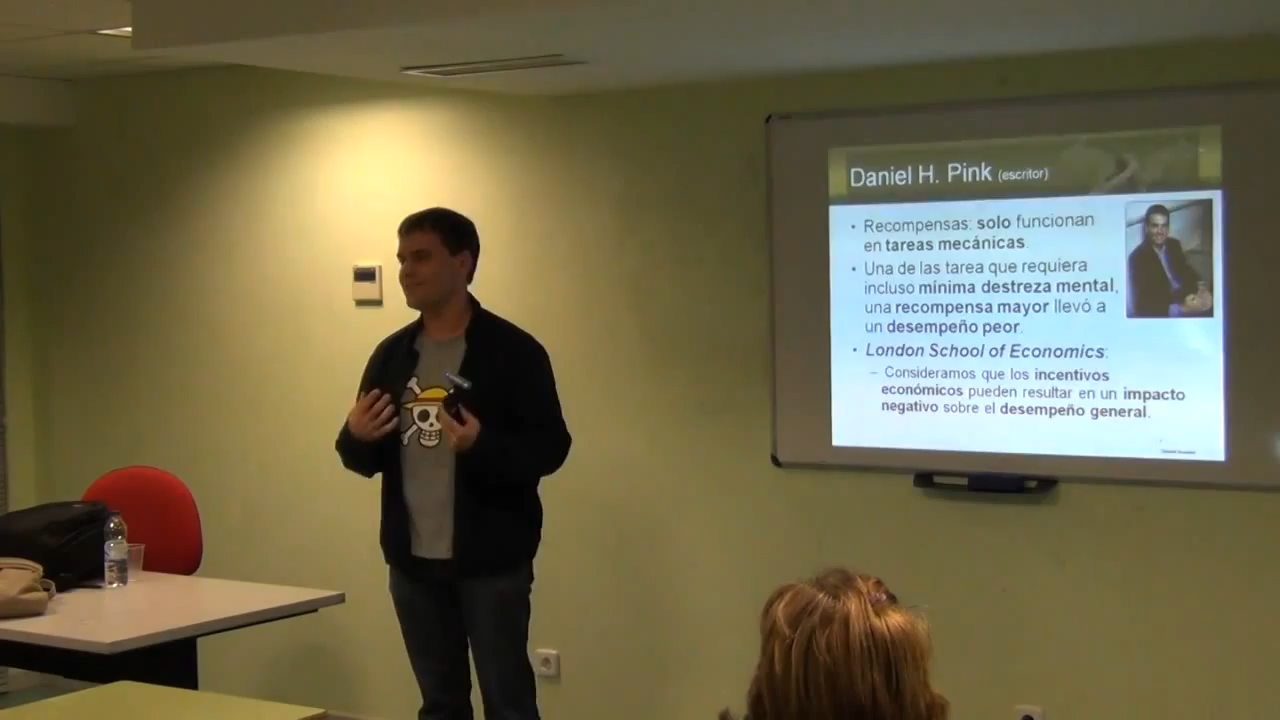 Daniel H. Pink (escritor)
• Recompensas: solo funcionan
en tareas mecánicas.
• Una de las tarea que requiera
incluso mínima destreza mental,
una recompensa mayor llevó a
un desempeño peor.
• London School of Economics:
– Consideramos que los incentivos
económicos pueden resultar en un impacto
negativo sobre el desempeño general.